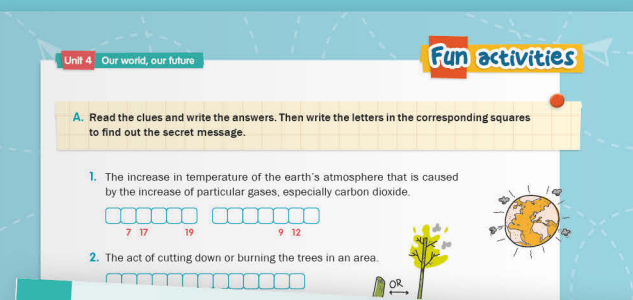 Fun activities
Unit 4 Our world, our future
A. Read the clues and write the answers. Then write the letters in the corresponding squares
to find out the secret message.
1. The increase in temperature of the earth's atmosphere that is caused
by the increase of particular gases, especially carbon dioxide.
7 17 19 9 12
2. The act of cutting down or burning the trees in an area.
OR